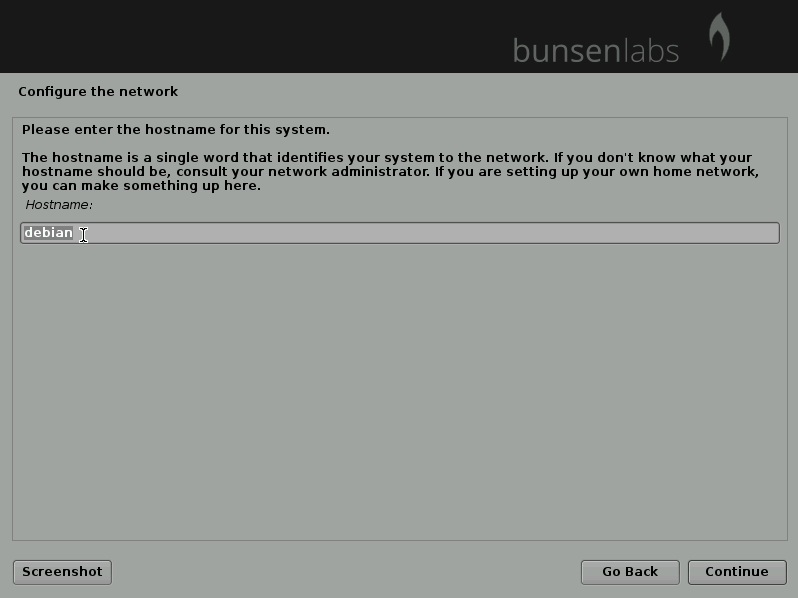 bunsenlabs
Configure the network
Please enter the hostname for this system.
The hostname is a single word that identifies your system to the network. If you don't know what your
hostname should be, consult your network administrator. If you are setting up your own home network,
you can make something up here.
Hostname:
debian
Screenshot
Go Back
Continue